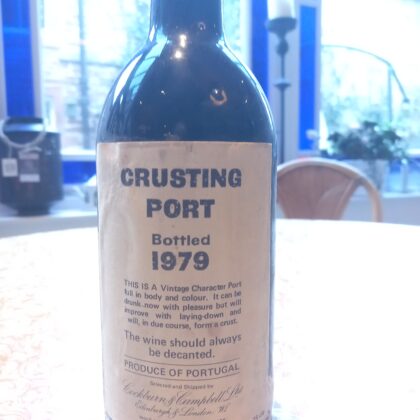 CRUSTING
PORT
Bottled
1979
THIS IS A Vintage Character Port
full in body and colour. It can be
drunk now with pleasure but will
improve with laying-down and
will, in due course, form a crust.
The wine should always
be decanted.
PRODUCE OF PORTUGAL
Selected and Shipped by
Cockburn & Campbell Ltd.
Edinburgh & London, W.